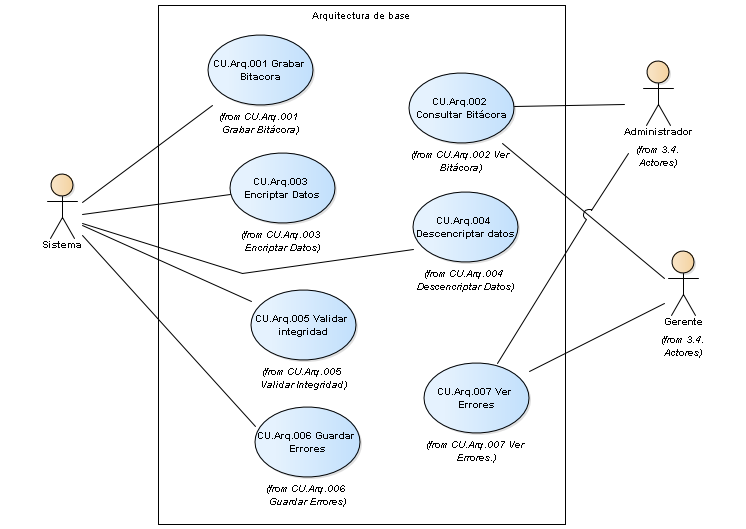 Arquitectura de base
CU.Arq.001 Grabar
Bitacora
(from CU.Arq.001
Grabar Bitácora)
CU.Arq.002
Consultar Bitácora
(from CU.Arq.002 Ver
Bitácora)
Administrador
(from 3.4.
Actores)
CU.Arq.003
Encriptar Datos
(from CU.Arq.003
Encriptar Datos)
Sistema
CU.Arq.004
Descencriptar datos
(from CU.Arq.004
Descencriptar Datos)
CU.Arq.005 Validar
integridad
(from CU.Arq.005
Validar Integridad)
Gerente
(from 3.4.
Actores)
CU.Arq.007 Ver
Errores
(from CU.Arq.007 Ver
Errores.)
CU.Arq.006 Guardar
Errores
(from CU.Arq.006
Guardar Errores)